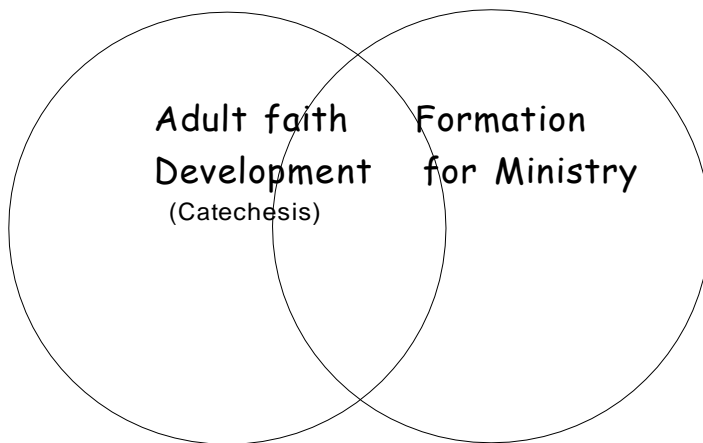 Adult faith Formation
Development for Ministry
(Catechesis)